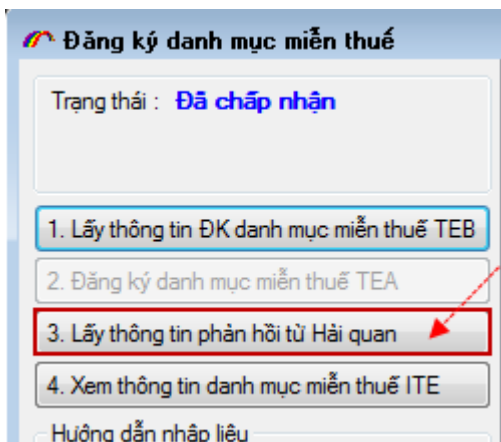 Đăng ký danh mục miễn thuế
Trạng thái : Đã chấp nhận
1. Lấy thông tin ĐK danh mục miễn thuế TEB
2. Đăng ký danh mục miễn thuế TEA
3. Lấy thông tin phản hồi từ Hải quan
4. Xem thông tin danh mục miễn thuế ITE
Hướng dẫn nhập liệu